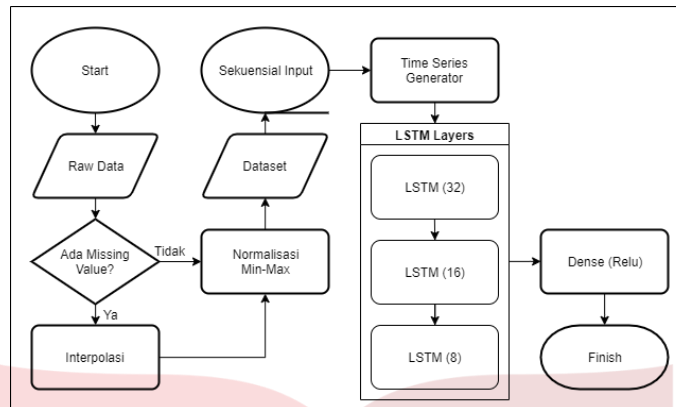 Start
Raw Data
Ada Missing
Value?
Tidak
Ya
Interpolasi
Normalisasi
Min-Max
Dataset
Sekuensial Input
Time Series
Generator
LSTM Layers
LSTM (32)
LSTM (16)
LSTM (8)
Dense (Relu)
Finish